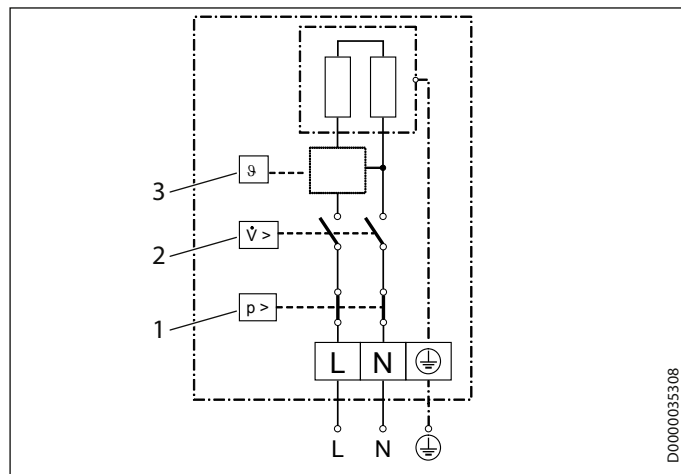 3
ϑ
2
V̇ >
1
p >
L N ⏚
L N ⏚
D0000035308